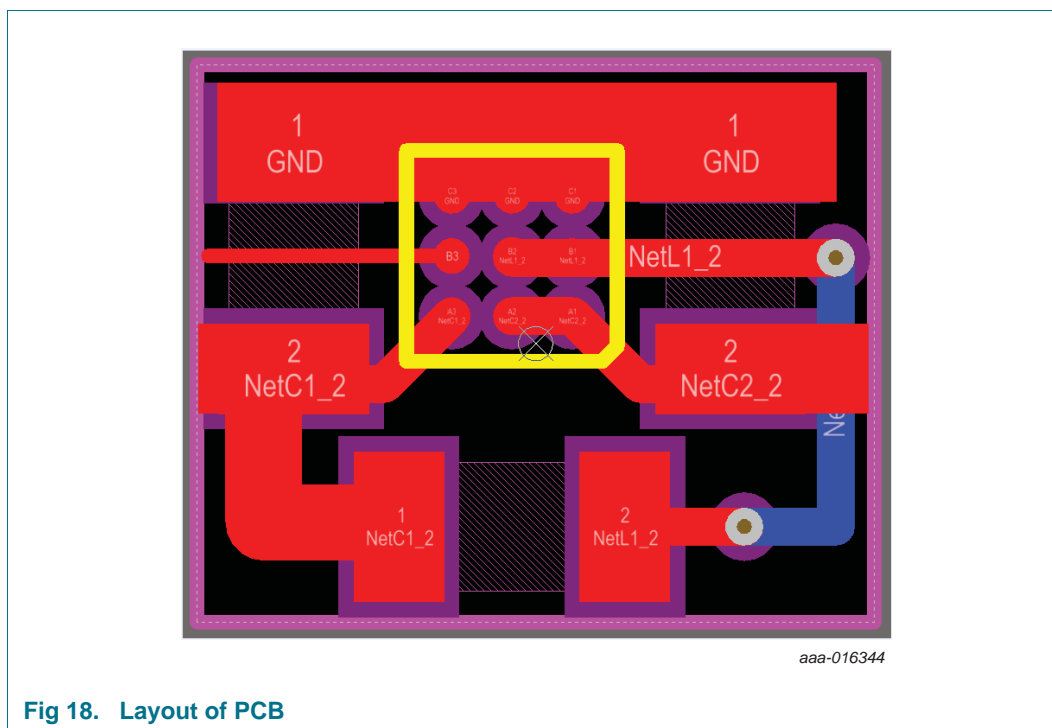 1
GND
1
GND
C3
GND
C2
GND
C1
GND
B3
B2
NetL1_2
B1
NetL1_2
NetL1_2
A3
NetC1_2
A2
NetC2_2
A1
NetC2_2
2
NetC1_2
2
NetC2_2
Ne
1
NetC1_2
2
NetL1_2
aaa-016344
Fig 18. Layout of PCB